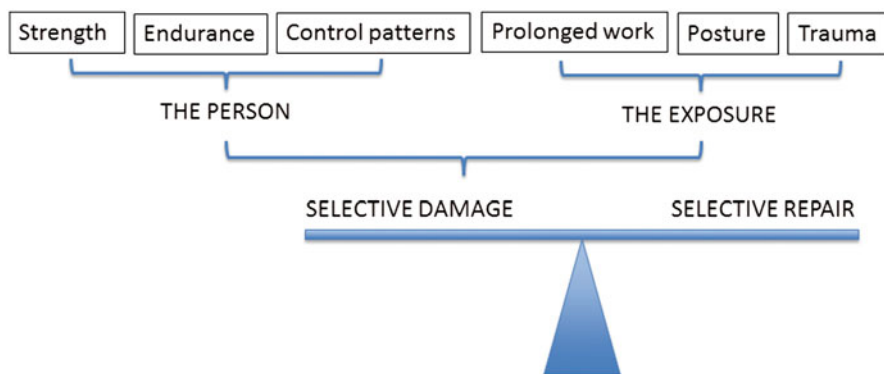 Strength Endurance Control patterns Prolonged work Posture Trauma
THE PERSON THE EXPOSURE
SELECTIVE DAMAGE SELECTIVE REPAIR